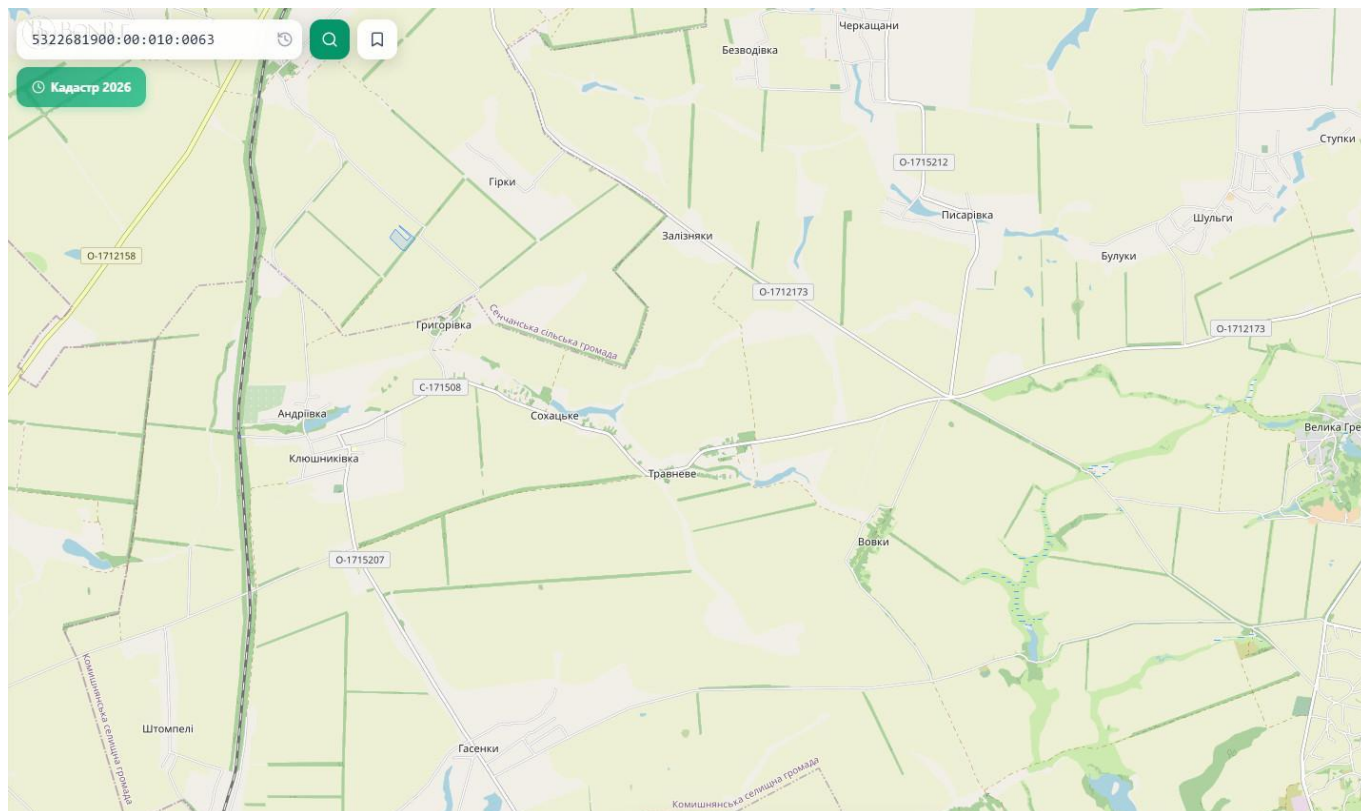 5322681900:00:010:0063
Кадастр 2026
Черкащани
Безводівка
Ступки
О-1715212
Гірки
Писарівка
Шульги
Залізняки
О-1712158
Булуки
О-1712173
Григорівка
Сенчанська сільська громада
О-1712173
С-171508
Андріївка
Сохацьке
Велика Гре
Клюшниківка
Травневе
Вовки
О-1715207
Комишнянська селищна громада
Штомпелі
Гасенки
Комишнянська селищна громада